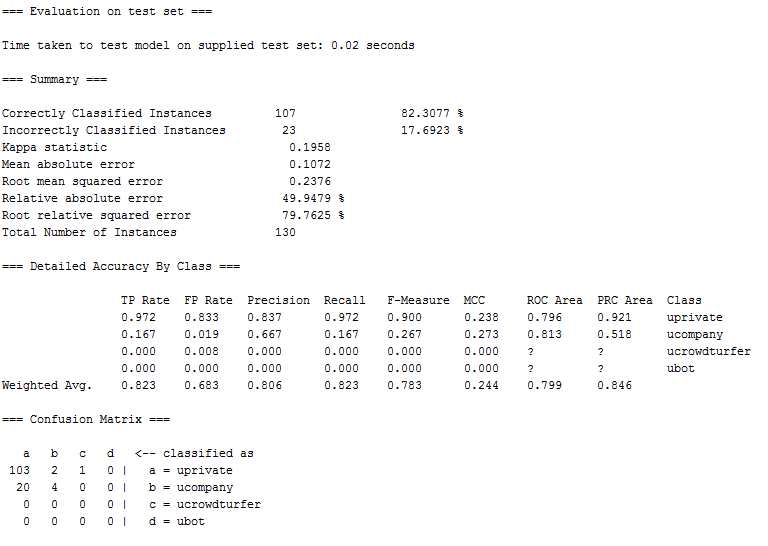 === Evaluation on test set ===
Time taken to test model on supplied test set: 0.02 seconds
=== Summary ===
Correctly Classified Instances 107 82.3077 %
Incorrectly Classified Instances 23 17.6923 %
Kappa statistic 0.1958
Mean absolute error 0.1072
Root mean squared error 0.2376
Relative absolute error 49.9479 %
Root relative squared error 79.7625 %
Total Number of Instances 130
=== Detailed Accuracy By Class ===
TP Rate FP Rate Precision Recall F-Measure MCC ROC Area PRC Area Class
0.972 0.833 0.837 0.972 0.900 0.238 0.796 0.921 uprivate
0.167 0.019 0.667 0.167 0.267 0.273 0.813 0.518 ucompany
0.000 0.008 0.000 0.000 0.000 0.000 ? ? ucrowdturfer
0.000 0.000 0.000 0.000 0.000 0.000 ? ? ubot
Weighted Avg. 0.823 0.683 0.806 0.823 0.783 0.244 0.799 0.846
=== Confusion Matrix ===
a b c d <-- classified as
103 2 1 0 | a = uprivate
20 4 0 0 | b = ucompany
0 0 0 0 | c = ucrowdturfer
0 0 0 0 | d = ubot